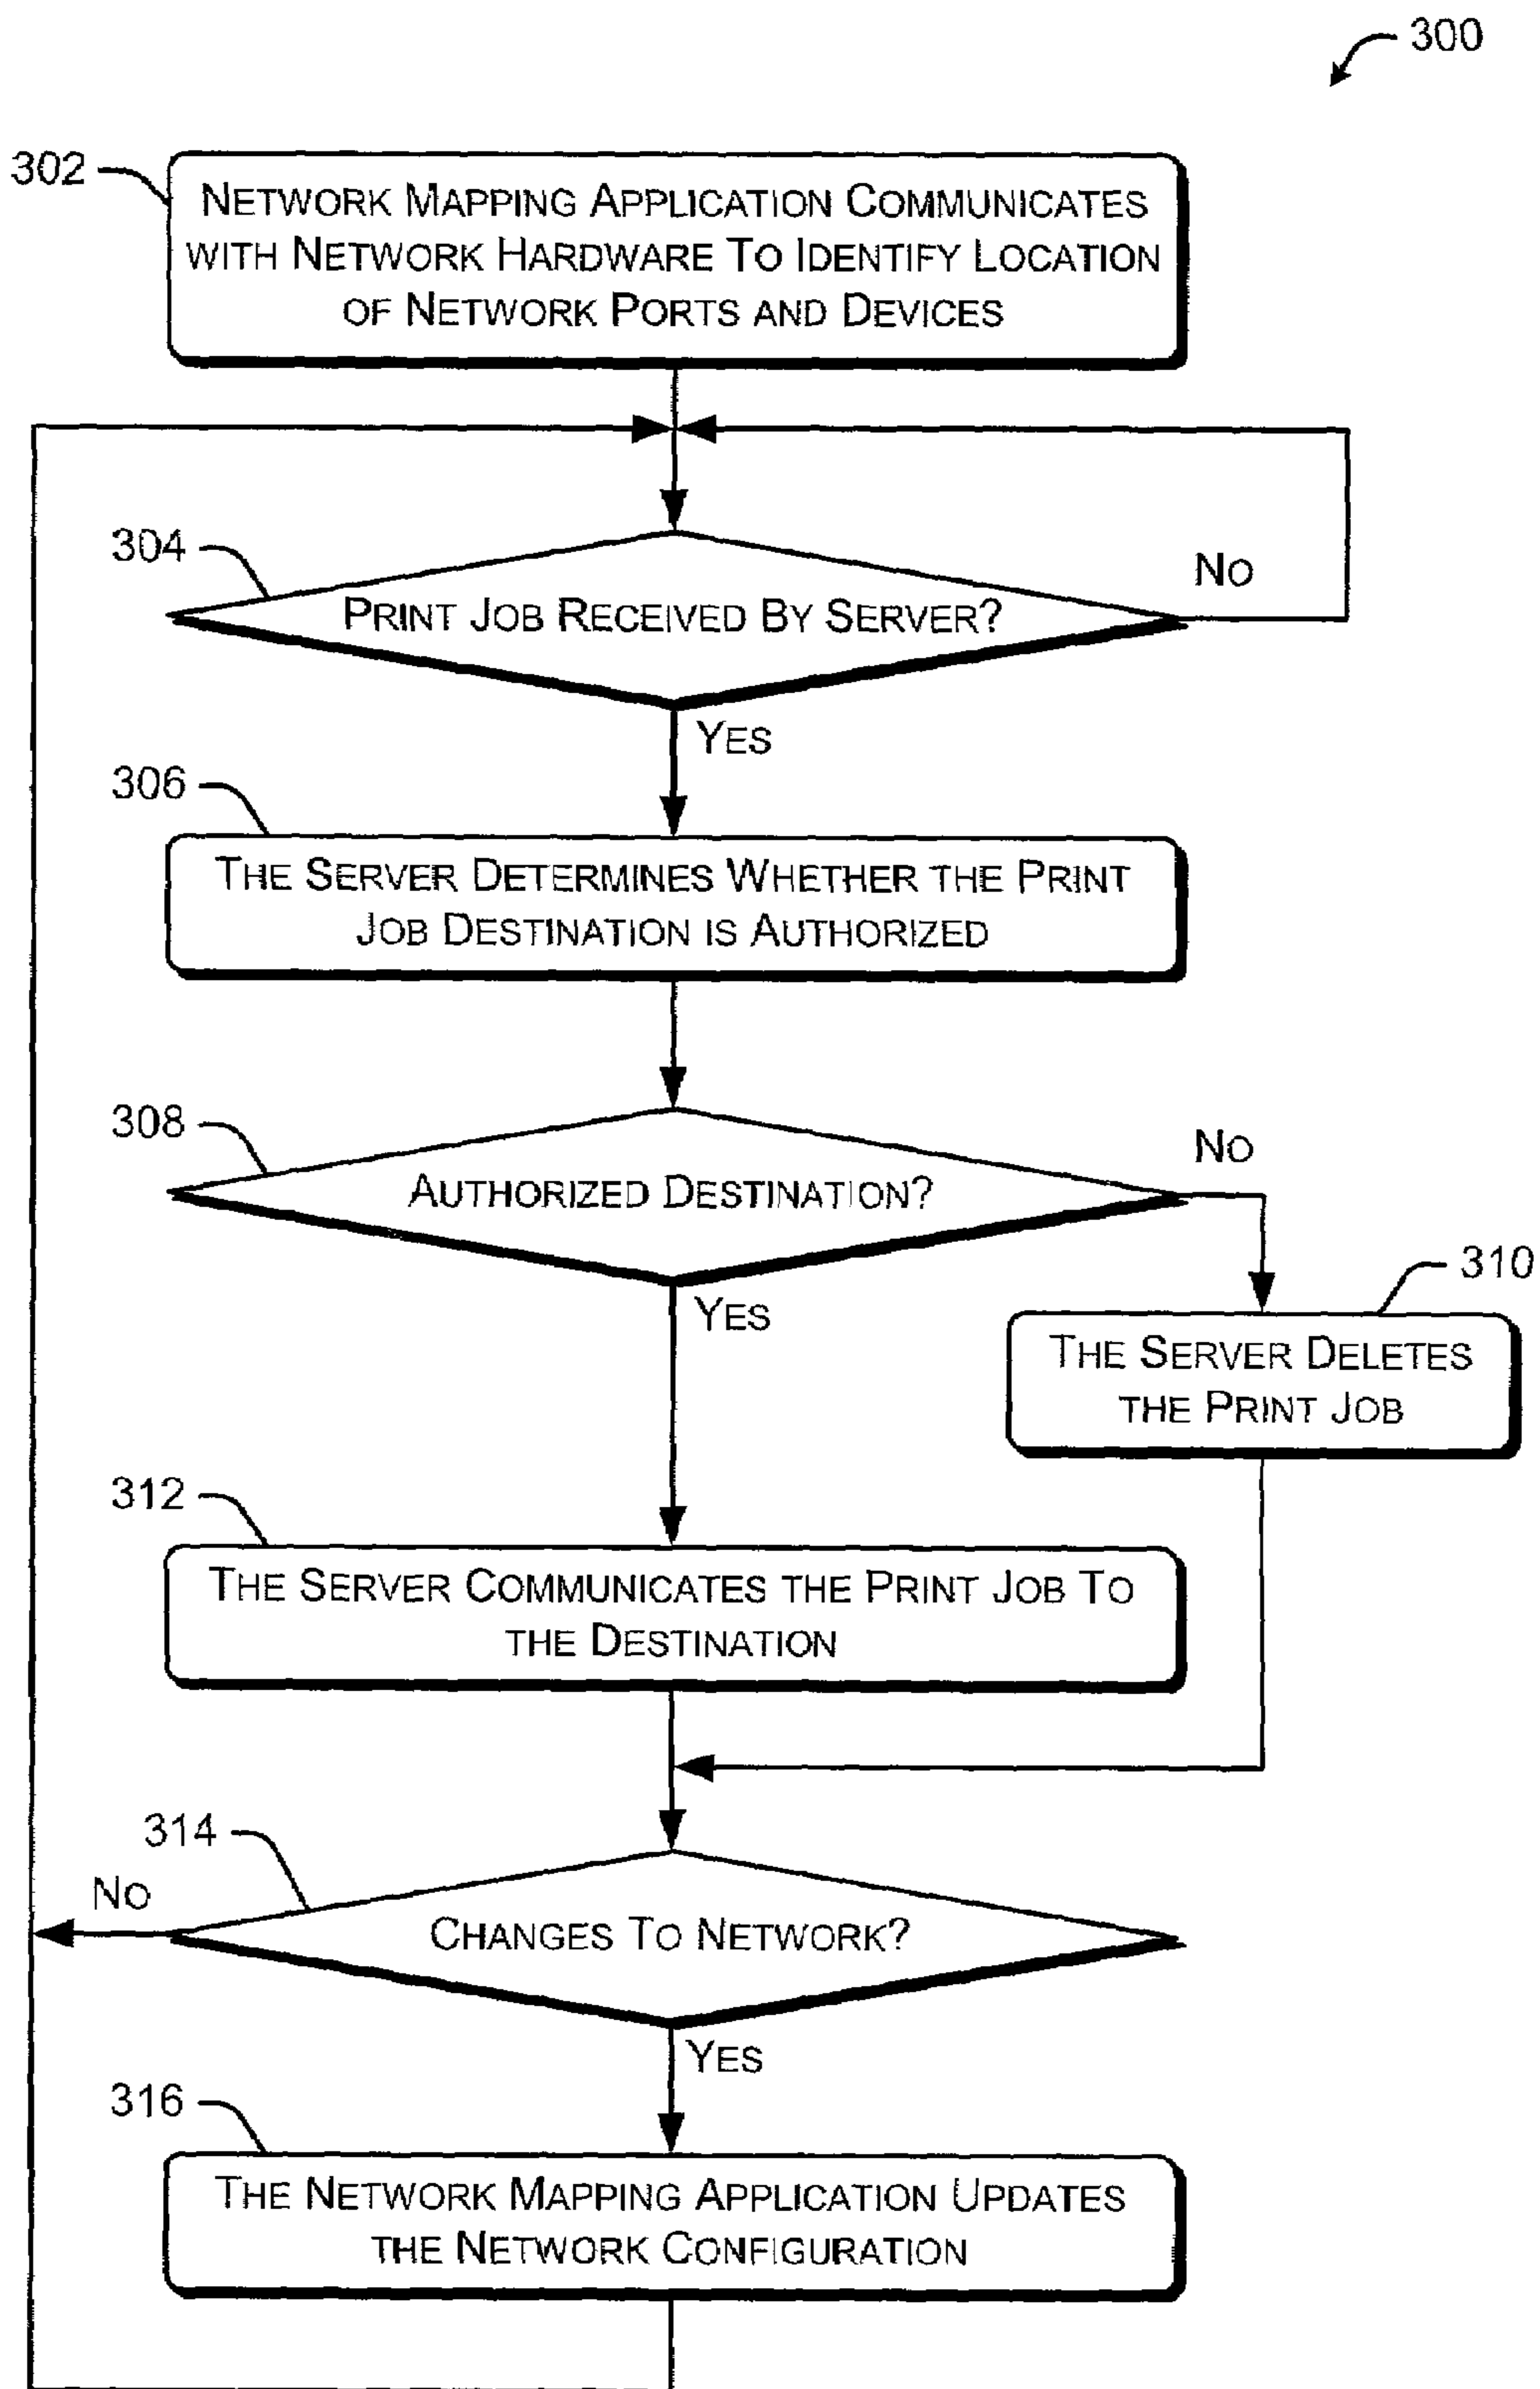 300
302
NETWORK MAPPING APPLICATION COMMUNICATES
WITH NETWORK HARDWARE TO IDENTIFY LOCATION
OF NETWORK PORTS AND DEVICES
304
NO
PRINT JOB RECEIVED BY SERVER?
YES
306
THE SERVER DETERMINES WHETHER THE PRINT
JOB DESTINATION IS AUTHORIZED
308
NO
AUTHORIZED DESTINATION?
YES
310
THE SERVER DELETES
THE PRINT JOB
312
THE SERVER COMMUNICATES THE PRINT JOB TO
THE DESTINATION
314
NO
CHANGES TO NETWORK?
YES
316
THE NETWORK MAPPING APPLICATION UPDATES
THE NETWORK CONFIGURATION